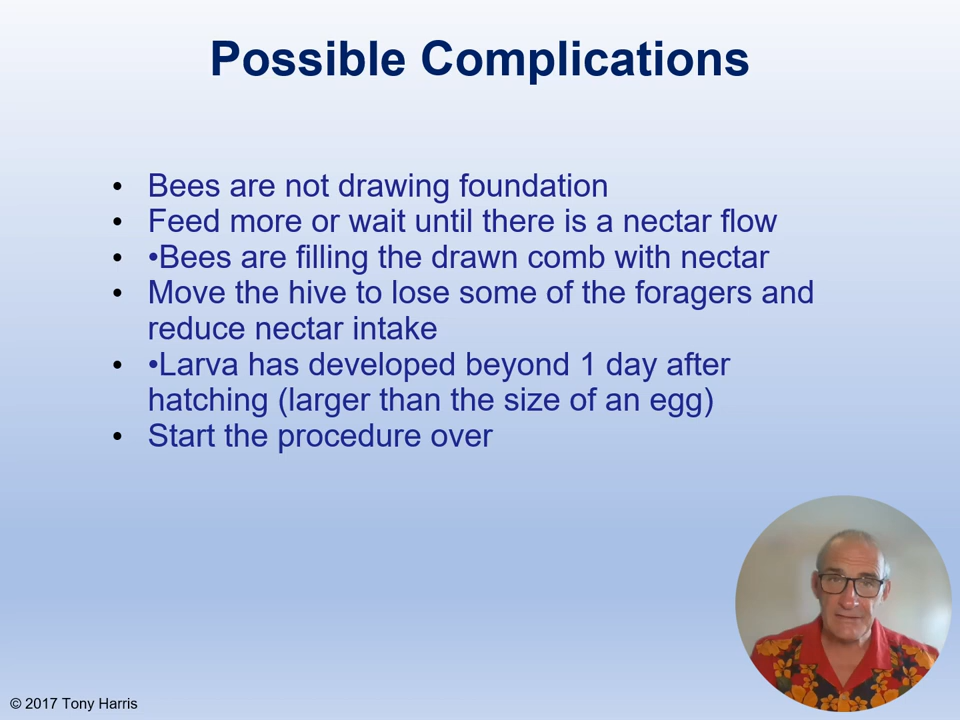 Possible Complications
• Bees are not drawing foundation
• Feed more or wait until there is a nectar flow
• •Bees are filling the drawn comb with nectar
• Move the hive to lose some of the foragers and
reduce nectar intake
• •Larva has developed beyond 1 day after
hatching (larger than the size of an egg)
• Start the procedure over
© 2017 Tony Harris